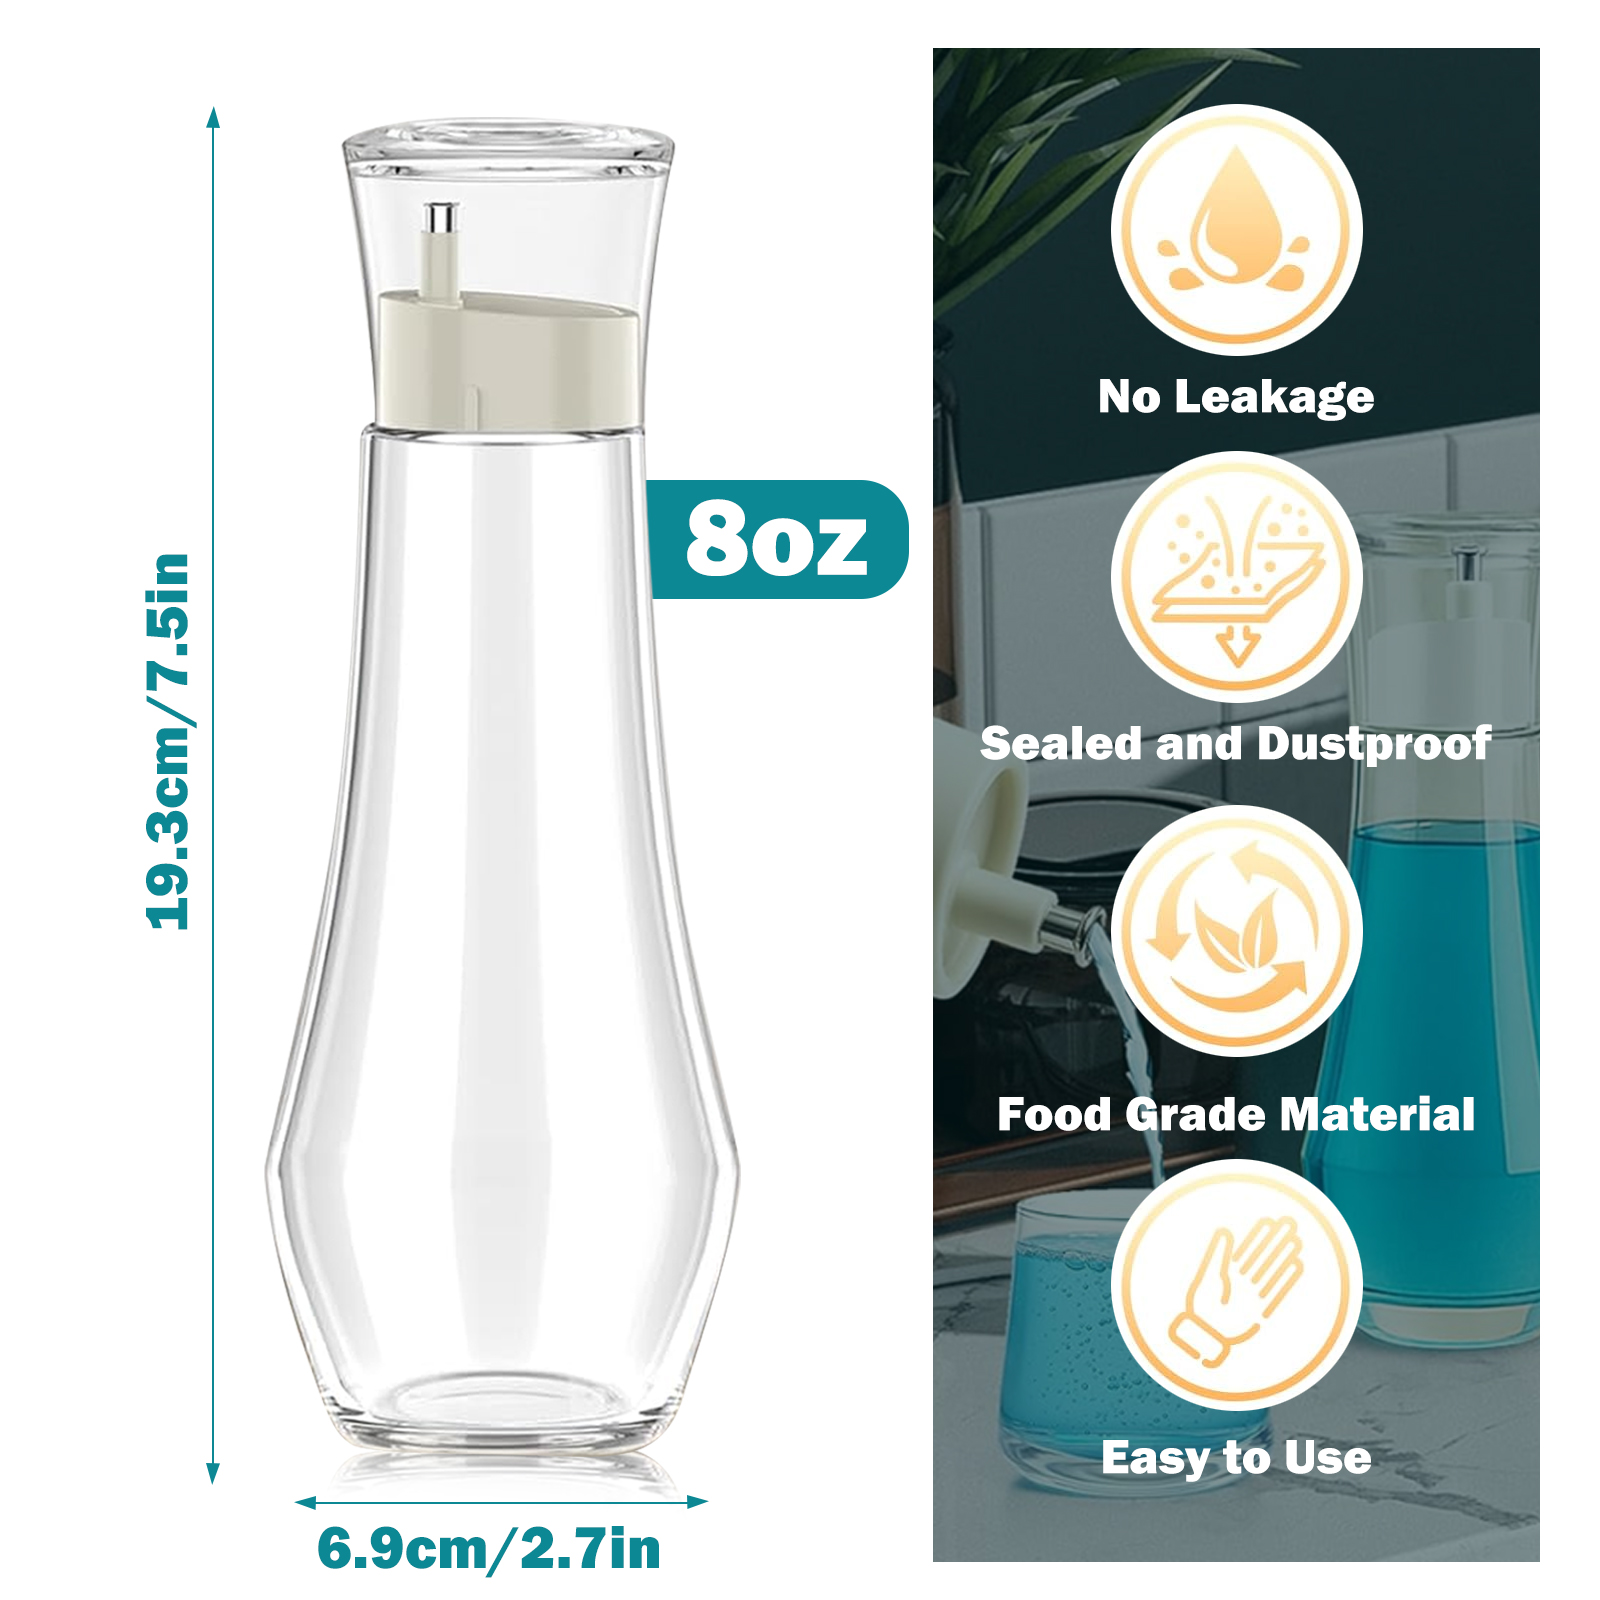 19.3cm/7.5in
8oz
6.9cm/2.7in
No Leakage
Sealed and Dustproof
Food Grade Material
Easy to Use